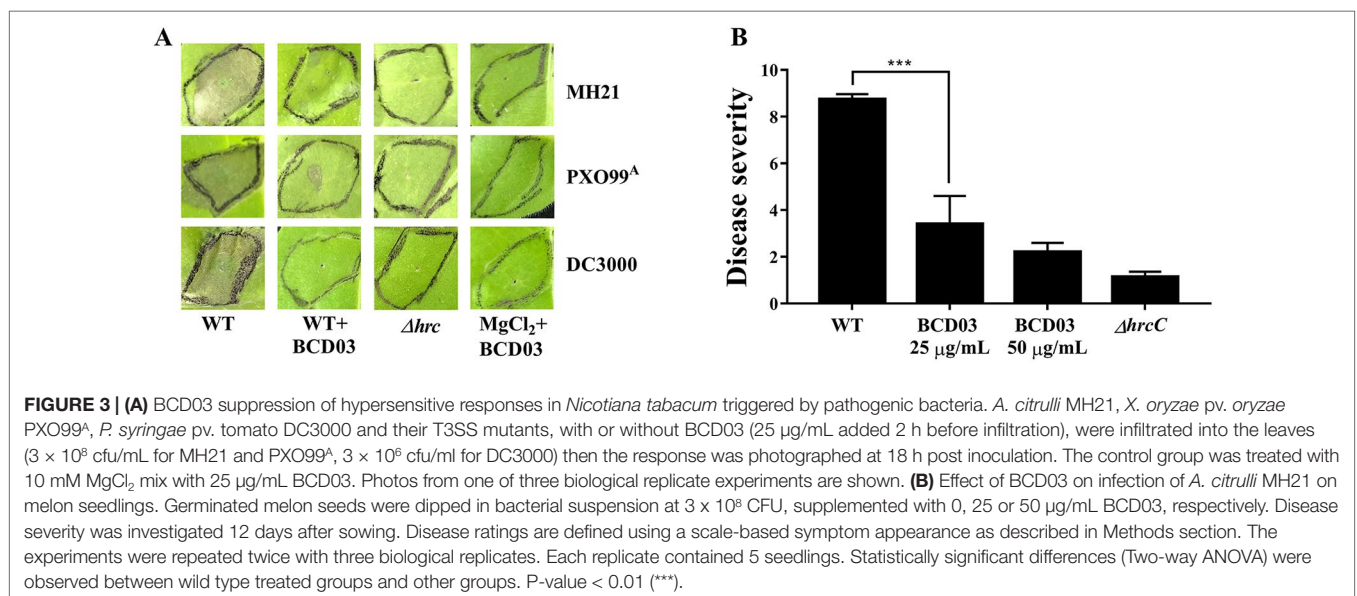 A
MH21
PXO99ᴬ
DC3000
WT
WT+
BCD03
Δhrc
MgCl₂+
BCD03
B
Disease severity
10
8
6
4
2
0
***
WT
BCD03
25 μg/mL
BCD03
50 μg/mL
ΔhrcC
FIGURE 3 | (A) BCD03 suppression of hypersensitive responses in Nicotiana tabacum triggered by pathogenic bacteria. A. citrulli MH21, X. oryzae pv. oryzae
PXO99ᴬ, P. syringae pv. tomato DC3000 and their T3SS mutants, with or without BCD03 (25 μg/mL added 2 h before infiltration), were infiltrated into the leaves
(3 × 10⁸ cfu/mL for MH21 and PXO99ᴬ, 3 × 10⁶ cfu/ml for DC3000) then the response was photographed at 18 h post inoculation. The control group was treated with
10 mM MgCl₂ mix with 25 μg/mL BCD03. Photos from one of three biological replicate experiments are shown. (B) Effect of BCD03 on infection of A. citrulli MH21 on
melon seedlings. Germinated melon seeds were dipped in bacterial suspension at 3 x 10⁸ CFU, supplemented with 0, 25 or 50 μg/mL BCD03, respectively. Disease
severity was investigated 12 days after sowing. Disease ratings are defined using a scale-based symptom appearance as described in Methods section. The
experiments were repeated twice with three biological replicates. Each replicate contained 5 seedlings. Statistically significant differences (Two-way ANOVA) were
observed between wild type treated groups and other groups. P-value < 0.01 (***).